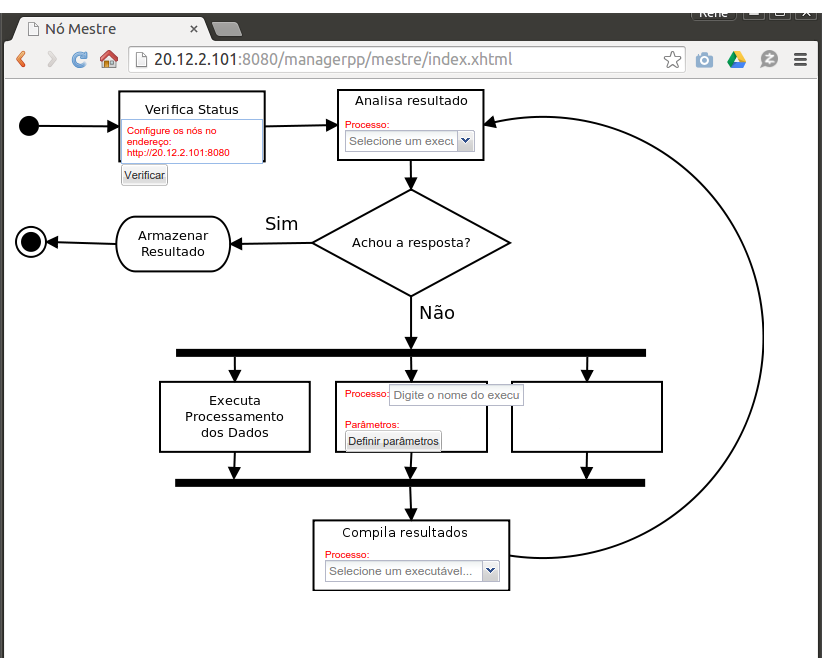 Rene
Nó Mestre
20.12.2.101:8080/managerpp/mestre/index.xhtml
Verifica Status
Configure os nós no
endereço:
http://20.12.2.101:8080
Verificar
Analisa resultado
Processo:
Selecione um execu
Sim
Armazenar
Resultado
Achou a resposta?
Não
Executa
Processamento
dos Dados
Processo:
Digite o nome do execu
Parâmetros:
Definir parâmetros
Compila resultados
Processo:
Selecione um executável...